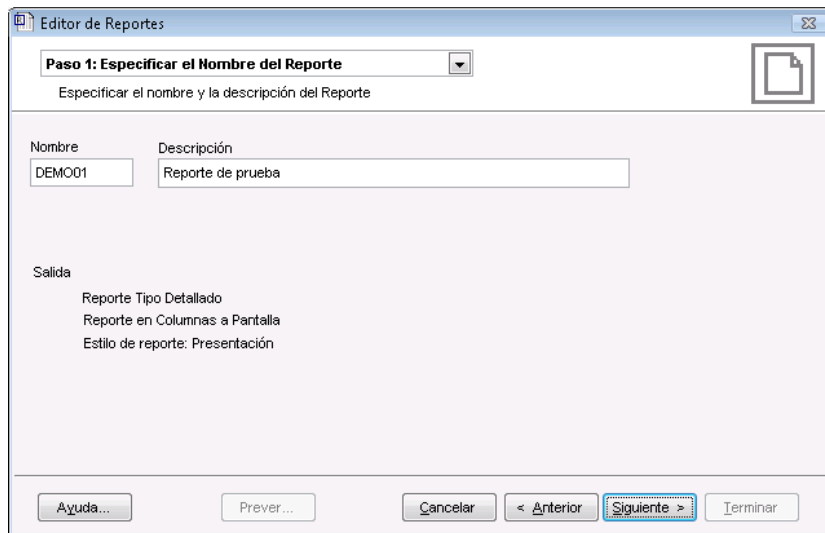 Editor de Reportes
Paso 1: Especificar el Nombre del Reporte
Especificar el nombre y la descripción del Reporte
Nombre Descripción
DEMO01 Reporte de prueba
Salida
Reporte Tipo Detallado
Reporte en Columnas a Pantalla
Estilo de reporte: Presentación
Ayuda... Prever... Cancelar < Anterior Siguiente > Terminar